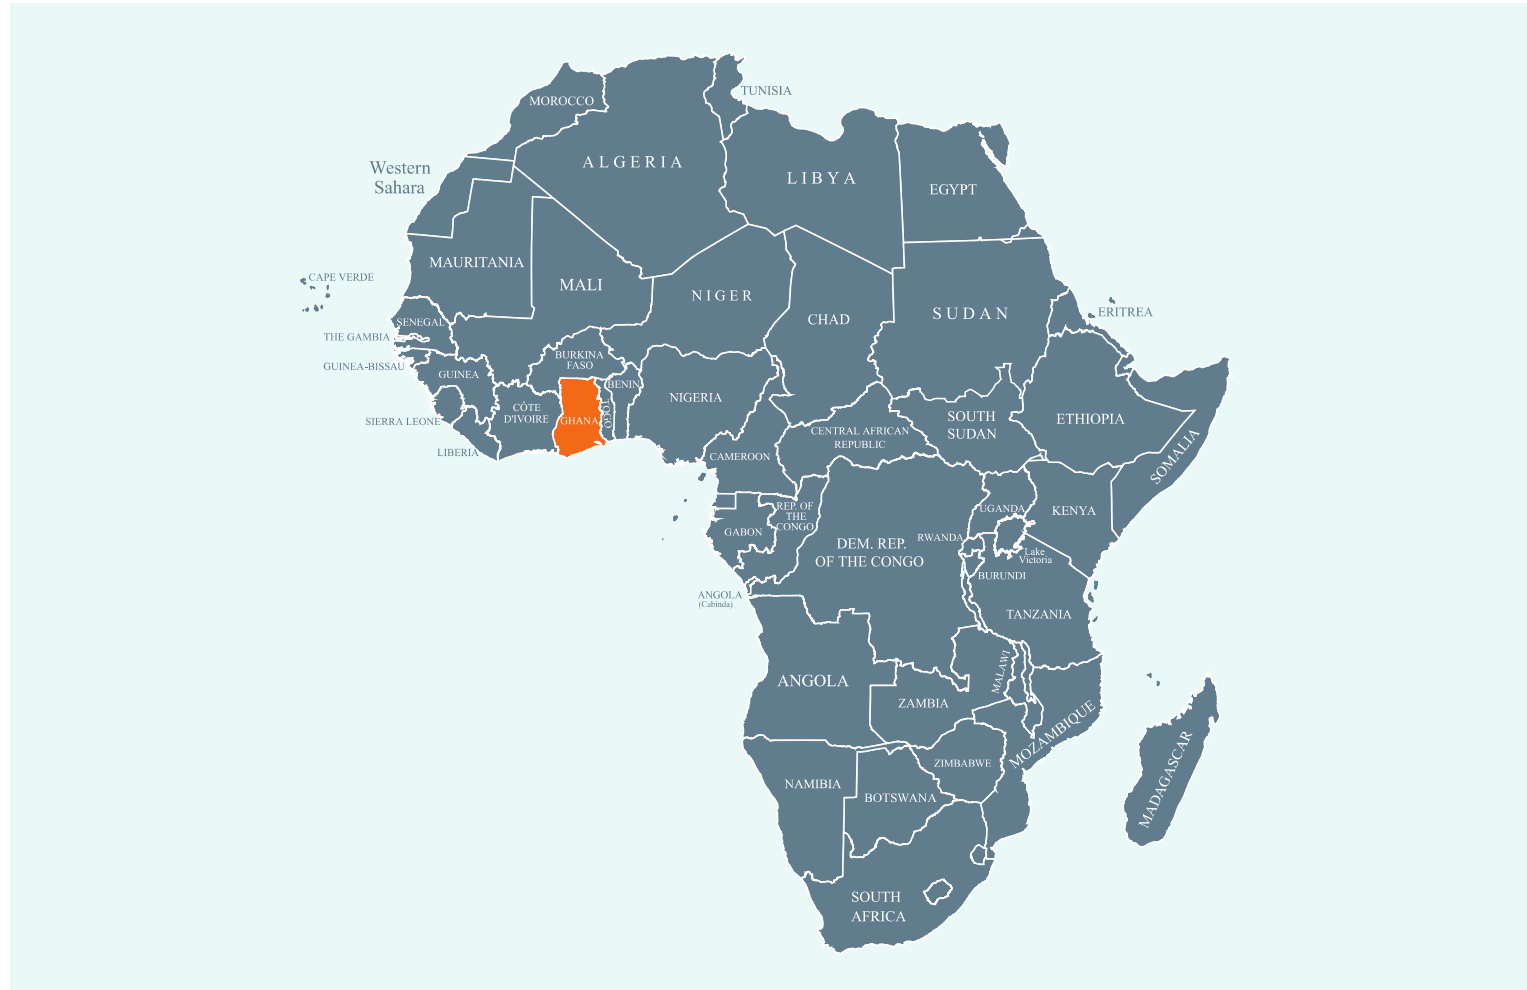 TUNISIA
MOROCCO
ALGERIA
Western
Sahara
LIBYA
EGYPT
MAURITANIA
CAPE VERDE
MALI
NIGER
CHAD
SUDAN
ERITREA
SENEGAL
THE GAMBIA
BURKINA
FASO
GUINEA-BISSAU
GUINEA
BENIN
NIGERIA
CÔTE
D'IVOIRE
GHANA
TOGO
SIERRA LEONE
LIBERIA
SOUTH
SUDAN
ETHIOPIA
CENTRAL AFRICAN
REPUBLIC
CAMEROON
SOMALIA
REP. OF
THE
CONGO
UGANDA
KENYA
GABON
RWANDA
DEM. REP.
OF THE CONGO
Lake
Victoria
BURUNDI
ANGOLA
(Cabinda)
TANZANIA
MALAWI
ANGOLA
ZAMBIA
MOZAMBIQUE
ZIMBABWE
MADAGASCAR
NAMIBIA
BOTSWANA
SOUTH
AFRICA